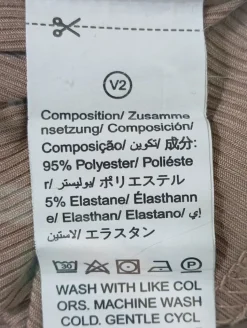 V2
Composition/ Zusamme
nsetzung/ Composición/
Composição/ تكوين/ 成分:
95% Polyester/ Poliéste
r/ بوليستر/ ポリエステル
5% Elastane/ Élasthann
e/ Elasthan/ Elastano/ إي
لاستين/ エラスタン
30 P
WASH WITH LIKE COL
ORS. MACHINE WASH
COLD. GENTLE CYCL